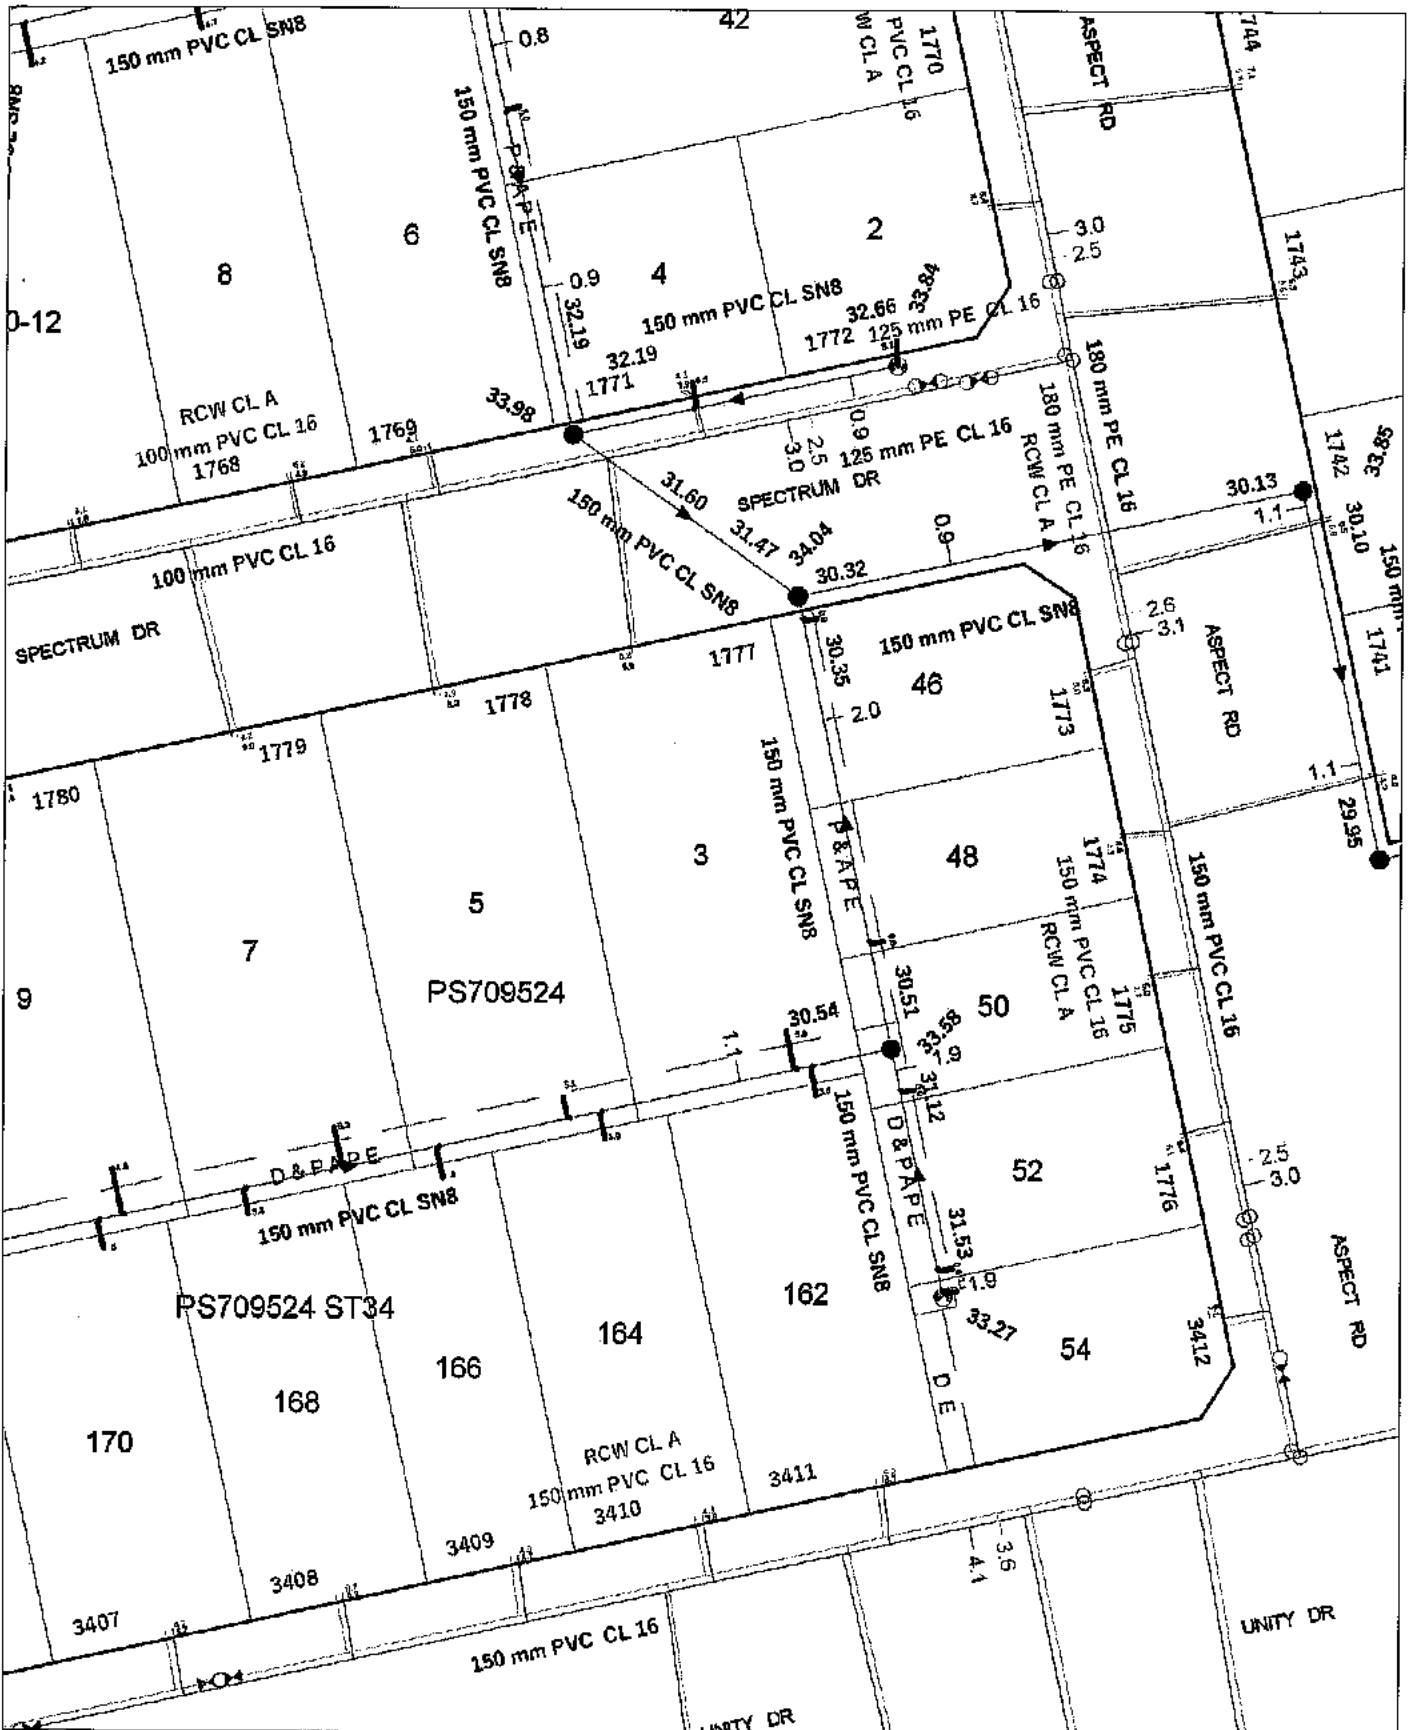 42
150 mm PVC CL SN8
0.8
1770
PVC CL 16
W CL A
ASPECT RD
1744
150 mm PVC CL SN8
P&APE
6
8
4
2
3.0
2.5
1743
0-12
0.9
32.19
150 mm PVC CL SN8
32.66
33.84
1772
125 mm PE CL 16
32.19
1771
33.98
RCW CL A
100 mm PVC CL 16
1768
1769
180 mm PE CL 16
180 mm PE CL 16
RCW CL A
0.9
2.5
3.0
125 mm PE CL 16
SPECTRUM DR
1742
33.85
31.60
150 mm PVC CL SN8
31.47
34.04
0.9
30.13
1.1
30.10
150 mm
100 mm PVC CL 16
30.32
SPECTRUM DR
150 mm PVC CL SN8
2.6
3.1
ASPECT RD
1741
1777
30.35
46
1773
1778
2.0
1779
1780
150 mm PVC CL SN8
1.1
29.95
P&APE
3
48
1774
150 mm PVC CL 16
RCW CL A
150 mm PVC CL 16
5
7
9
PS709524
30.51
50
1775
30.54
1.1
33.58
1.9
31.12
D&PAPE
150 mm PVC CL SN8
D&PAPE
52
1776
2.5
3.0
150 mm PVC CL SN8
31.53
1.9
33.27
162
PS709524 ST34
164
54
3412
ASPECT RD
166
168
D E
170
RCW CL A
150 mm PVC CL 16
3411
3410
3409
3408
3407
3.6
4.1
150 mm PVC CL 16
UNITY DR
UNITY DR